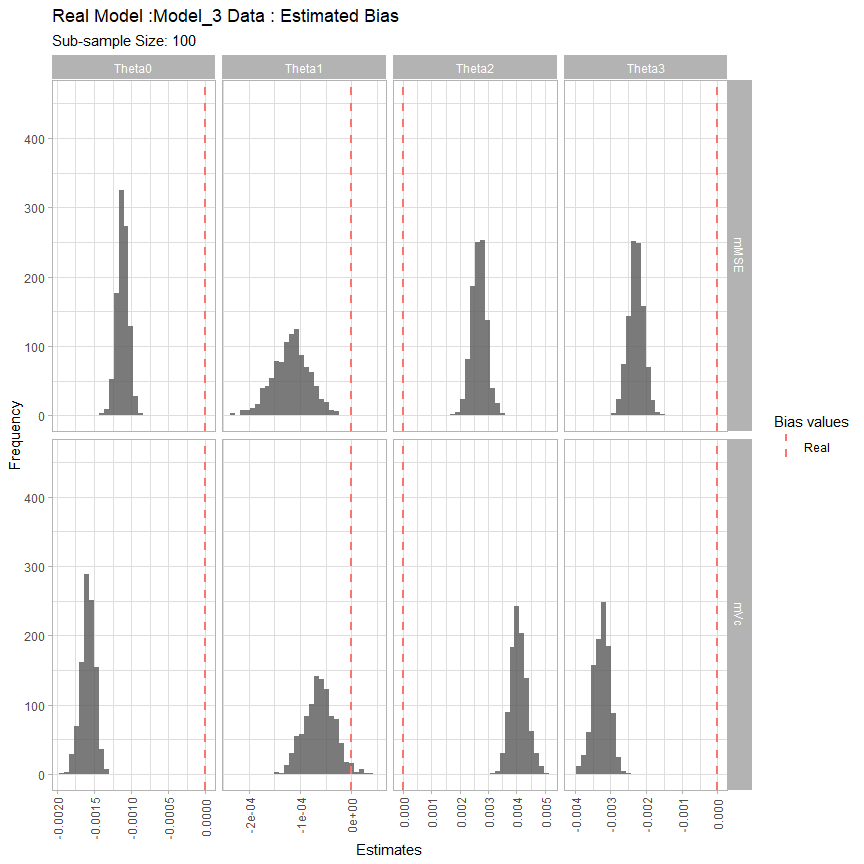 Real Model :Model_3 Data : Estimated Bias
Sub-sample Size: 100
Theta0 Theta1 Theta2 Theta3
400
300
200
100
0
mMSE
400
300
200
100
0
mVc
Frequency
-0.0020 -0.0015 -0.0010 -0.0005 0.0000
-2e-04 -1e-04 0e+00
0.000 0.001 0.002 0.003 0.004 0.005
-0.004 -0.003 -0.002 -0.001 0.000
Estimates
Bias values
Real